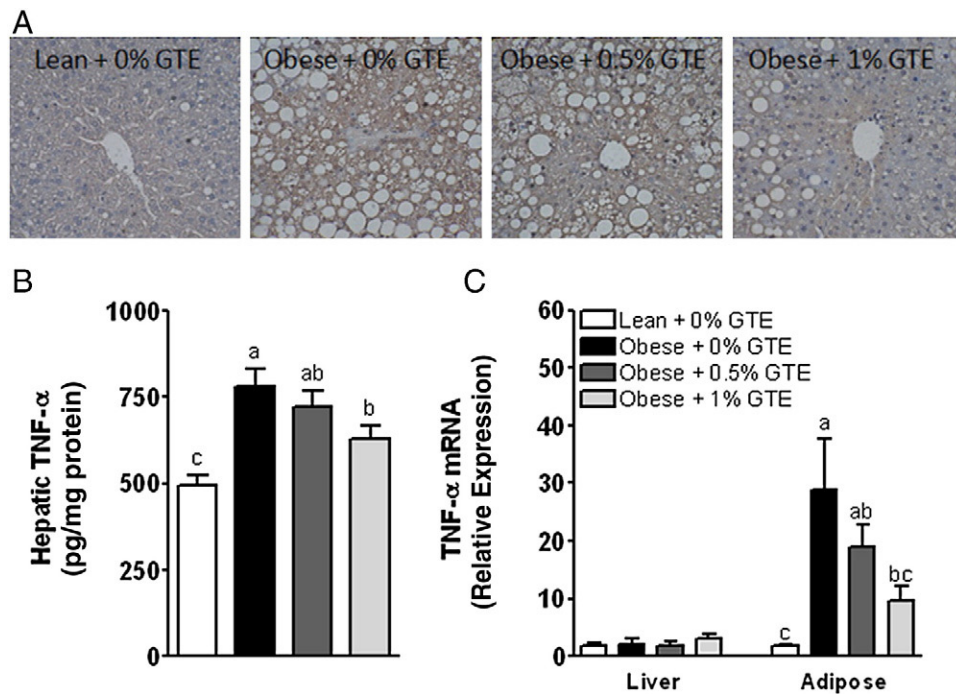 A
Lean + 0% GTE
Obese + 0% GTE
Obese + 0.5% GTE
Obese + 1% GTE
B
Hepatic TNF-α
(pg/mg protein)
1000
750
500
250
0
c
a
ab
b
C
TNF-α mRNA
(Relative Expression)
60
50
40
30
20
10
0
Lean + 0% GTE
Obese + 0% GTE
Obese + 0.5% GTE
Obese + 1% GTE
c
a
ab
bc
Liver
Adipose